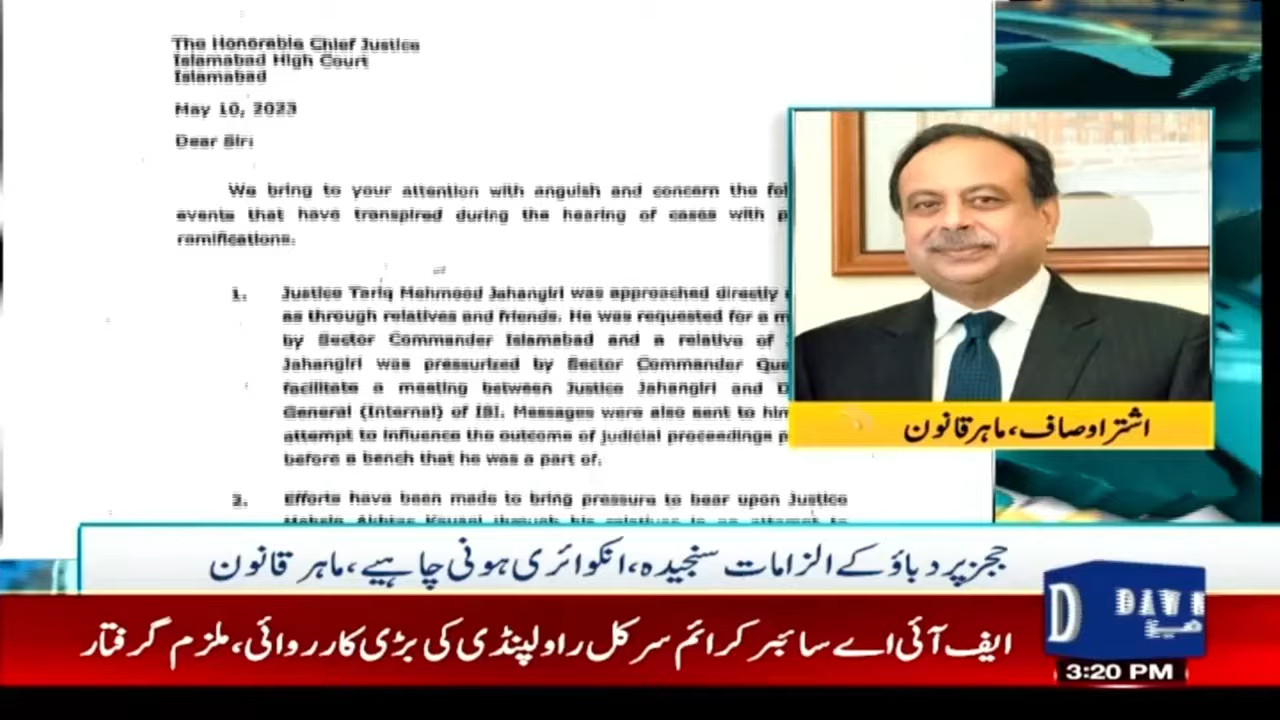 The Honorable Chief Justice
Islamabad High Court
Islamabad
May 10, 2023
Dear Sir:
We bring to your attention with anguish and concern the fol
events that have transpired during the hearing of cases with p
ramifications.
1. Justice Tariq Mehmood Jahangiri was approached directly
as through relatives and friends. He was requested for a m
by Sector Commander Islamabad and a relative of
Jahangiri was pressurized by Sector Commander Que
facilitate a meeting between Justice Jahangiri and D
General (Internal) of ISI. Messages were also sent to him
attempt to influence the outcome of judicial proceedings p
before a bench that he was a part of.
2. Efforts have been made to bring pressure to bear upon Justice
اشتر اوصاف، ماہر قانون
ججز پر دباؤ کے الزامات سنجیدہ، انکوائری ہونی چاہیے، ماہر قانون
ایف آئی اے سائبر کرائم سرکل راولپنڈی کی بڑی کارروائی، ملزم گرفتار
D DAWN
3:20 PM